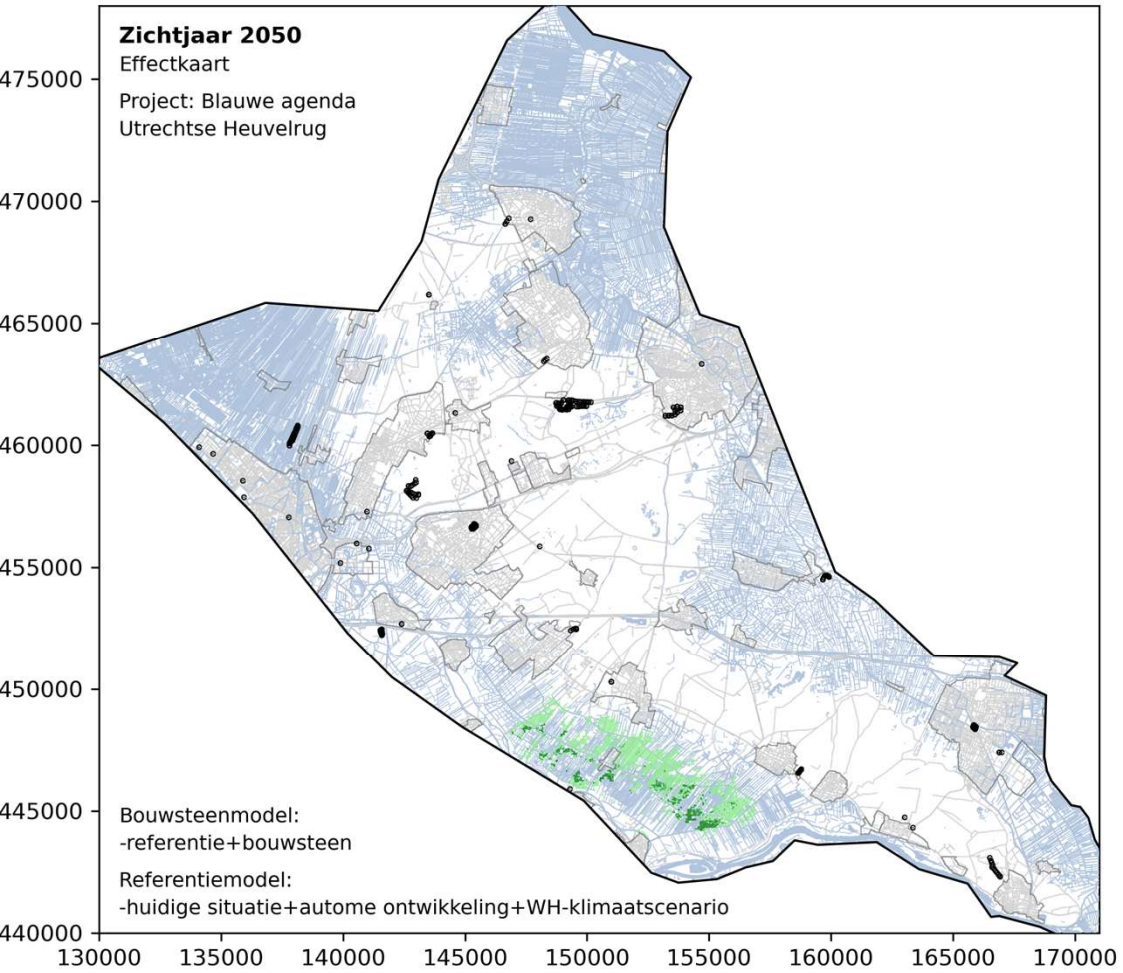 Zichtjaar 2050
Effectkaart
Project: Blauwe agenda
Utrechtse Heuvelrug
475000
470000
465000
460000
455000
450000
445000
440000
Bouwsteenmodel:
-referentie+bouwsteen
Referentiemodel:
-huidige situatie+autome ontwikkeling+WH-klimaatscenario
130000 135000 140000 145000 150000 155000 160000 165000 170000